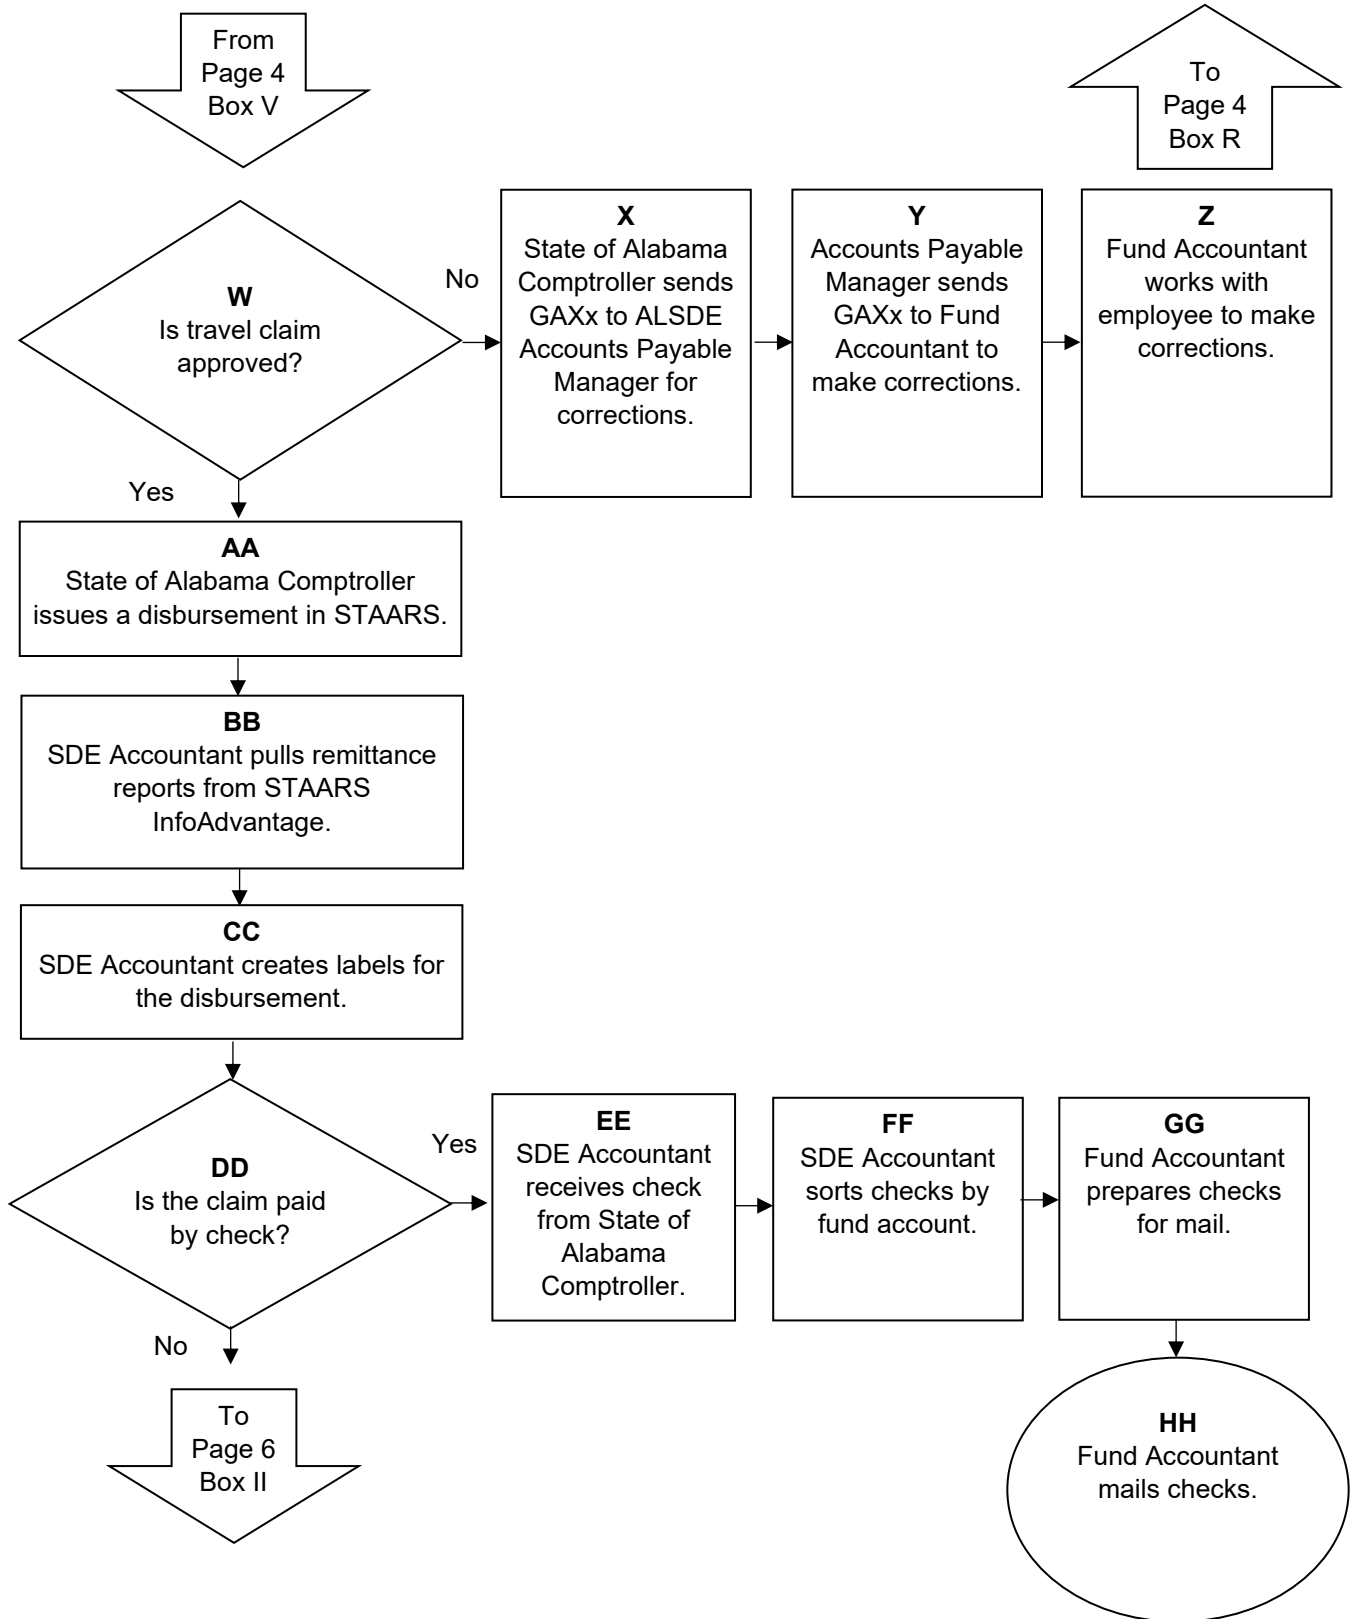 From
Page 4
Box V
To
Page 4
Box R
W
Is travel claim
approved?
No
X
State of Alabama
Comptroller sends
GAXx to ALSDE
Accounts Payable
Manager for
corrections.
Y
Accounts Payable
Manager sends
GAXx to Fund
Accountant to
make corrections.
Z
Fund Accountant
works with
employee to make
corrections.
Yes
AA
State of Alabama Comptroller
issues a disbursement in STAARS.
BB
SDE Accountant pulls remittance
reports from STAARS
InfoAdvantage.
CC
SDE Accountant creates labels for
the disbursement.
DD
Is the claim paid
by check?
Yes
EE
SDE Accountant
receives check
from State of
Alabama
Comptroller.
FF
SDE Accountant
sorts checks by
fund account.
GG
Fund Accountant
prepares checks
for mail.
No
To
Page 6
Box II
HH
Fund Accountant
mails checks.